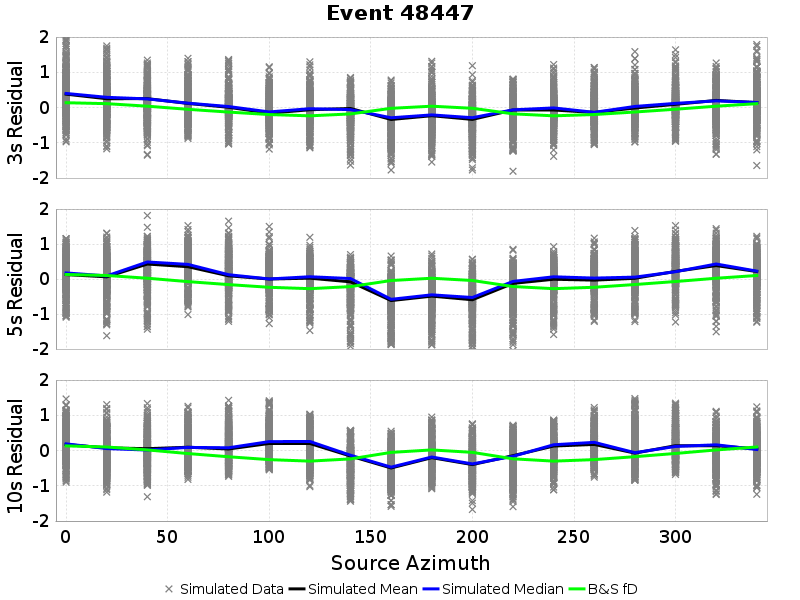 Event 48447
3s Residual
2
1
0
-1
-2
5s Residual
2
1
0
-1
-2
10s Residual
2
1
0
-1
-2
0 50 100 150 200 250 300
Source Azimuth
Simulated Data Simulated Mean Simulated Median B&S fD